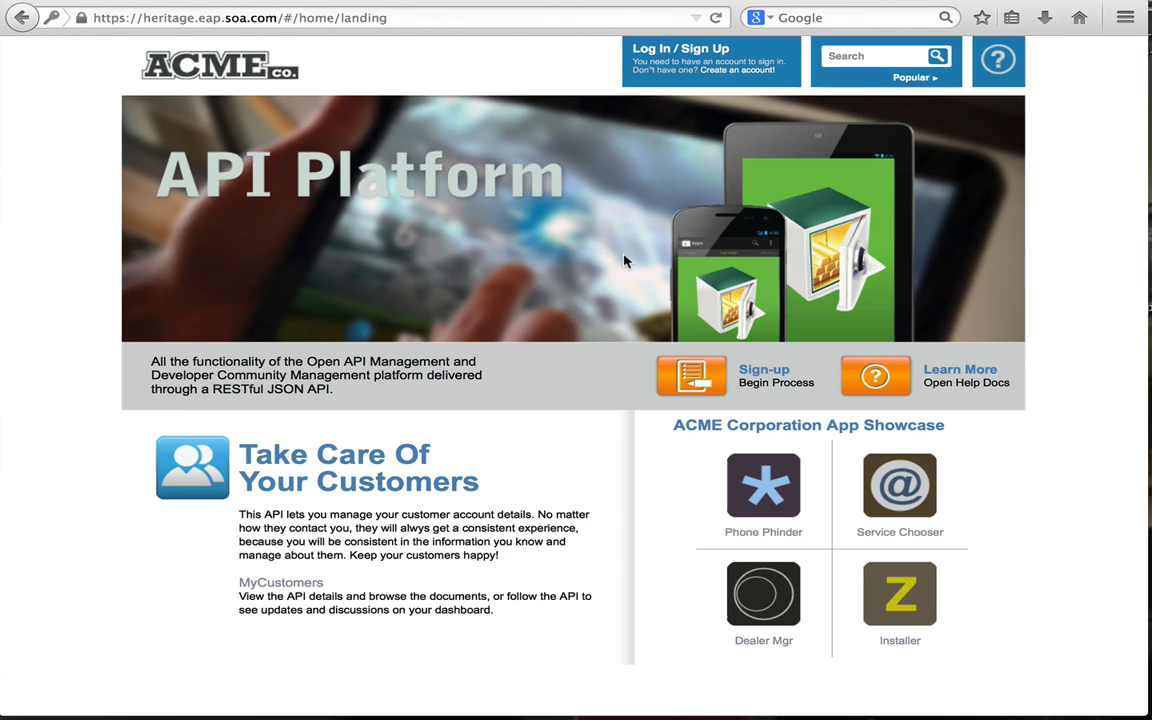 https://heritage.eap.soa.com/#/home/landing
Google
ACME co.
Log In / Sign Up
You need to have an account to sign in.
Don"t have one? Create an account!
Search
Popular ▸
?
API Platform
Apps
All the functionality of the Open API Management and
Developer Community Management platform delivered
through a RESTful JSON API.
Sign-up
Begin Process
?
Learn More
Open Help Docs
Take Care Of
Your Customers
This API lets you manage your customer account details. No matter
how they contact you, they will alwys get a consistent experience,
because you will be consistent in the information you know and
manage about them. Keep your customers happy!
MyCustomers
View the API details and browse the documents, or follow the API to
see updates and discussions on your dashboard.
ACME Corporation App Showcase
*
Phone Phinder
@
Service Chooser
Dealer Mgr
Z
Installer